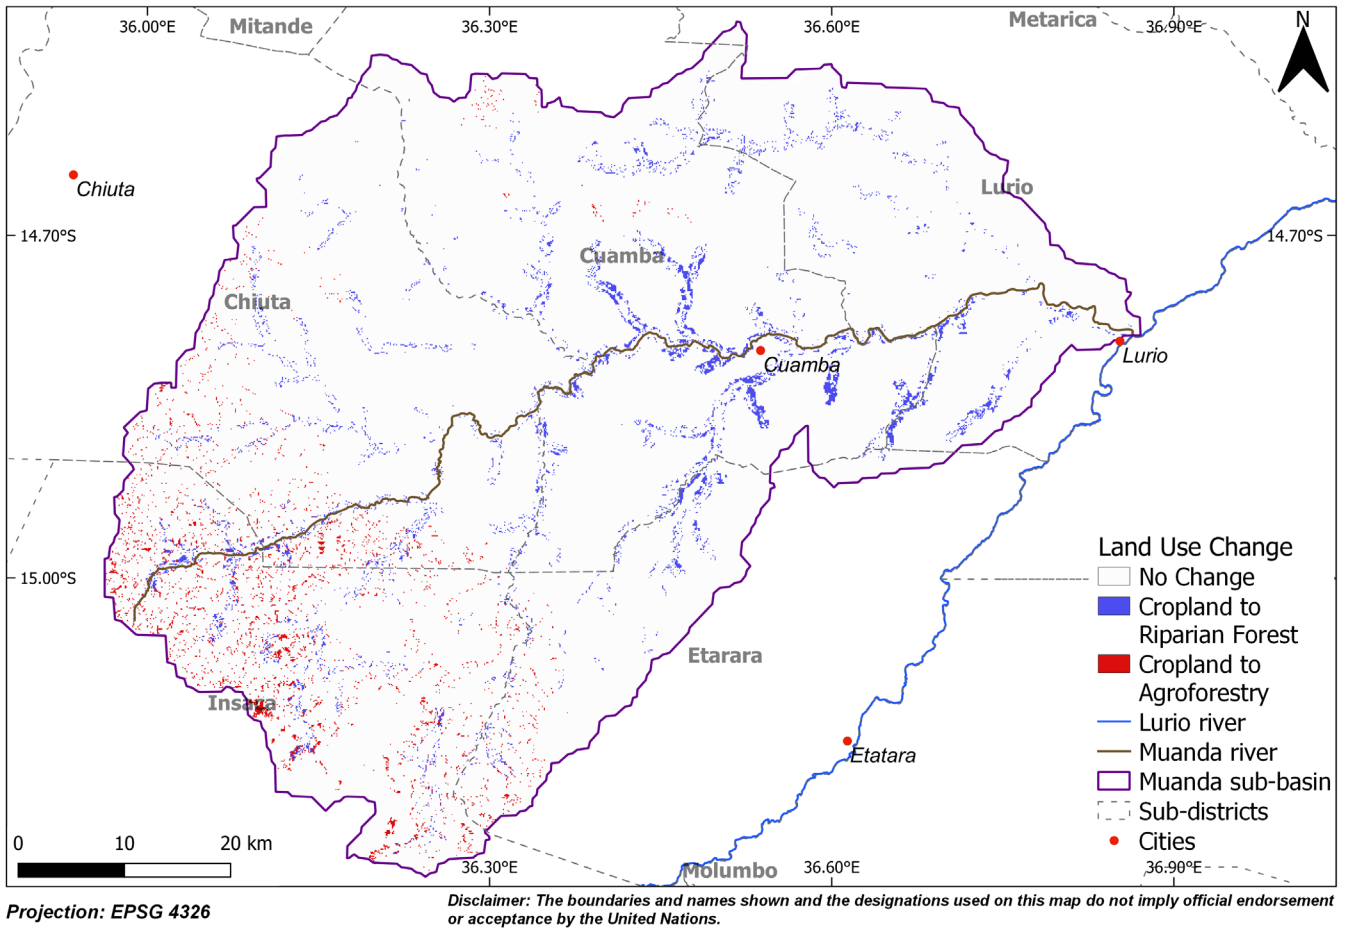 36.00°E
36.30°E
36.60°E
36.90°E
N
Mitande
Metarica
Chiuta
Lurio
14.70°S
14.70°S
Cuamba
Chiuta
Cuamba
Lurio
15.00°S
Etarara
Insaca
Etatara
Molumbo
Land Use Change
No Change
Cropland to
Riparian Forest
Cropland to
Agroforestry
Lurio river
Muanda river
Muanda sub-basin
Sub-districts
Cities
0 10 20 km
36.30°E
36.60°E
36.90°E
Projection: EPSG 4326
Disclaimer: The boundaries and names shown and the designations used on this map do not imply official endorsement
or acceptance by the United Nations.